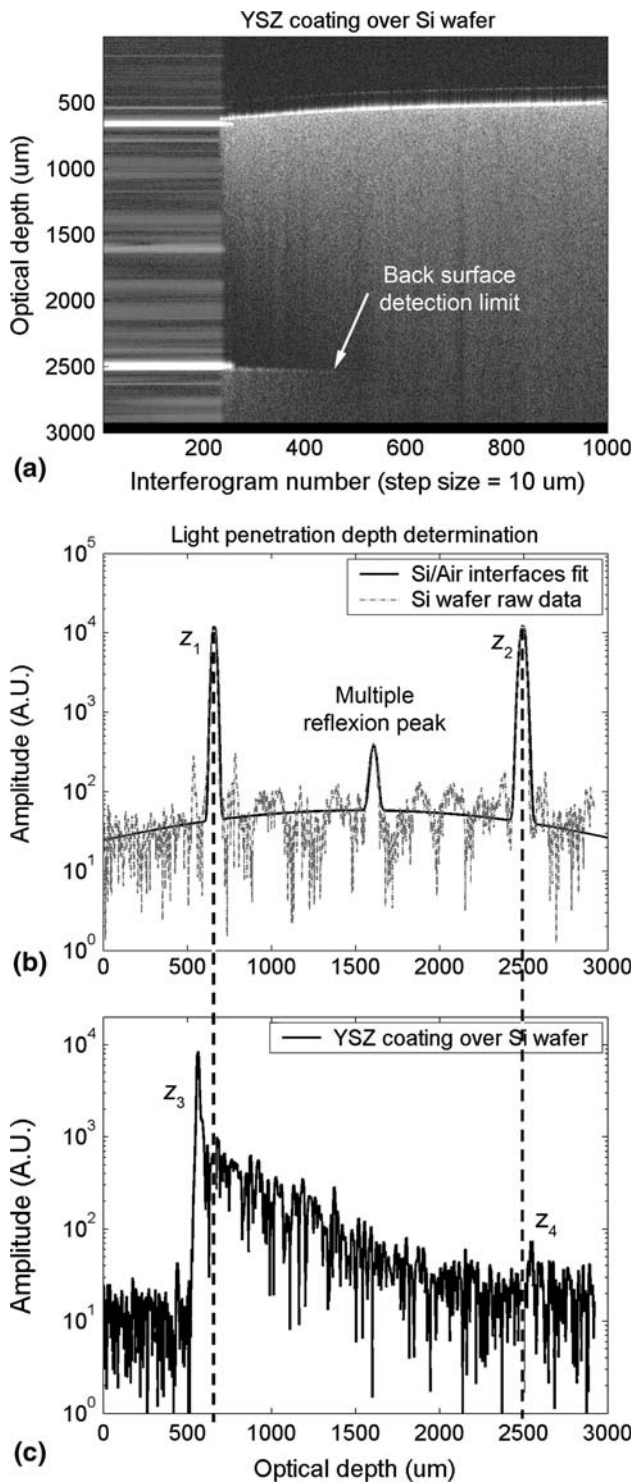 YSZ coating over Si wafer
500
1000
1500
2000
2500
3000
Optical depth (um)
Back surface
detection limit
200 400 600 800 1000
Interferogram number (step size = 10 um)
(a)
Light penetration depth determination
10^5
10^4
10^3
10^2
10^1
10^0
Amplitude (A.U.)
Si/Air interfaces fit
Si wafer raw data
z_1
z_2
Multiple
reflexion peak
0 500 1000 1500 2000 2500 3000
(b)
10^4
10^3
10^2
10^1
10^0
Amplitude (A.U.)
YSZ coating over Si wafer
z_3
z_4
0 500 1000 1500 2000 2500 3000
Optical depth (um)
(c)